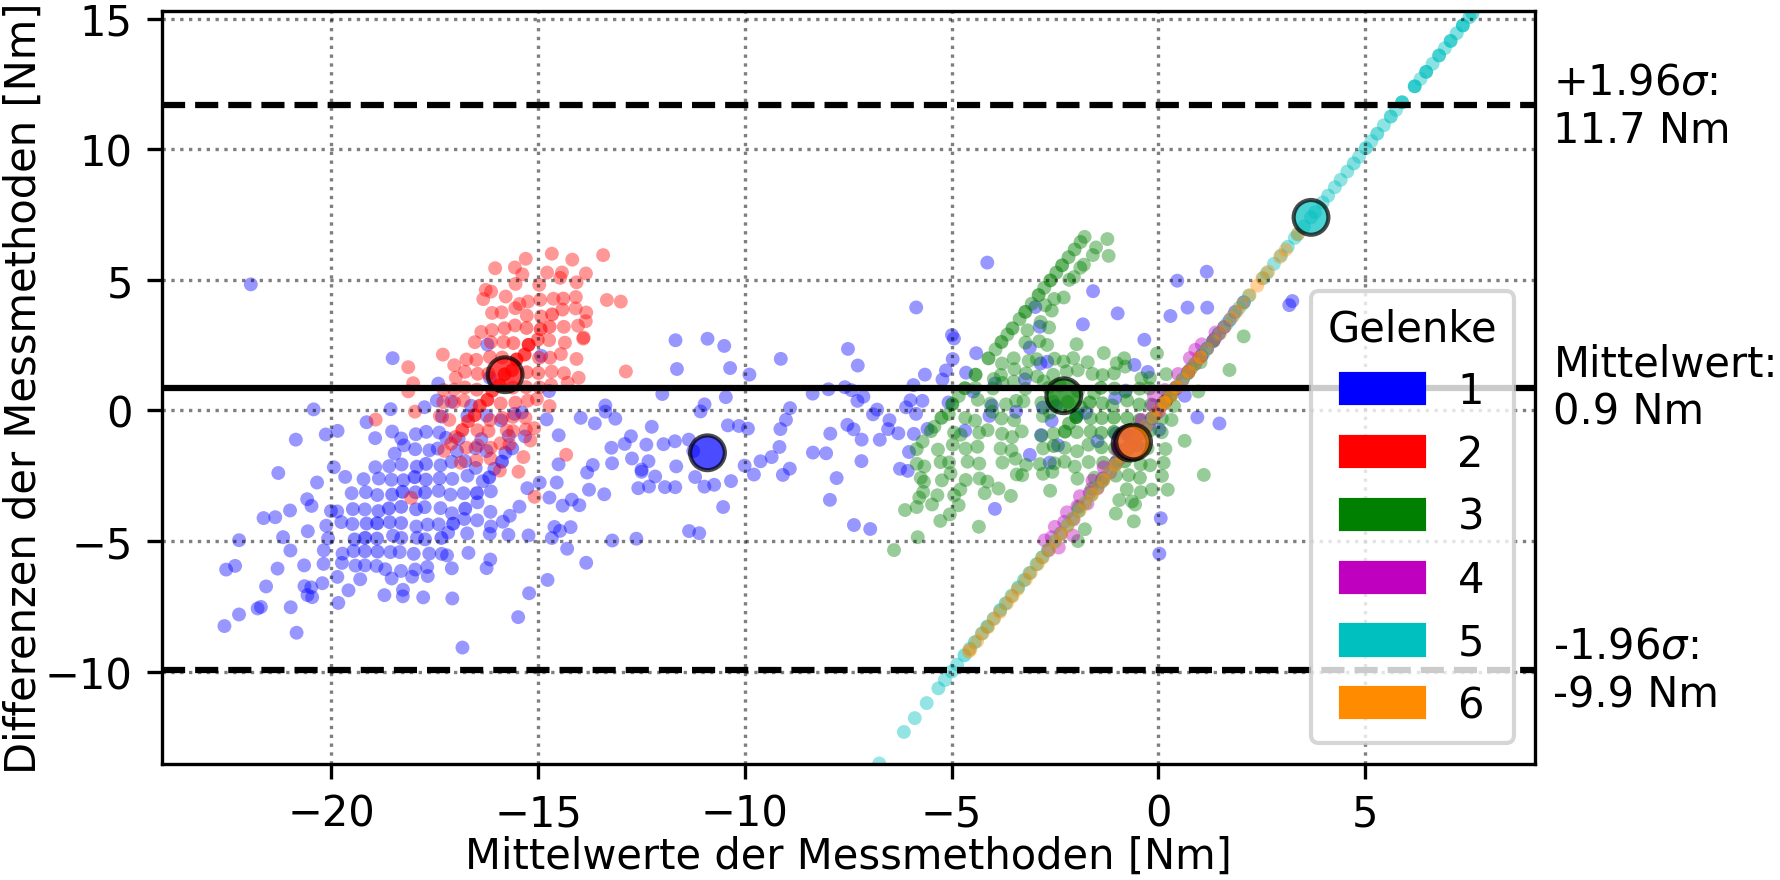 Differenzen der Messmethoden [Nm]
15
10
5
0
−5
−10
−20
−15
−10
−5
0
5
Mittelwerte der Messmethoden [Nm]
+1.96σ:
11.7 Nm
Mittelwert:
0.9 Nm
-1.96σ:
-9.9 Nm
Gelenke
1
2
3
4
5
6